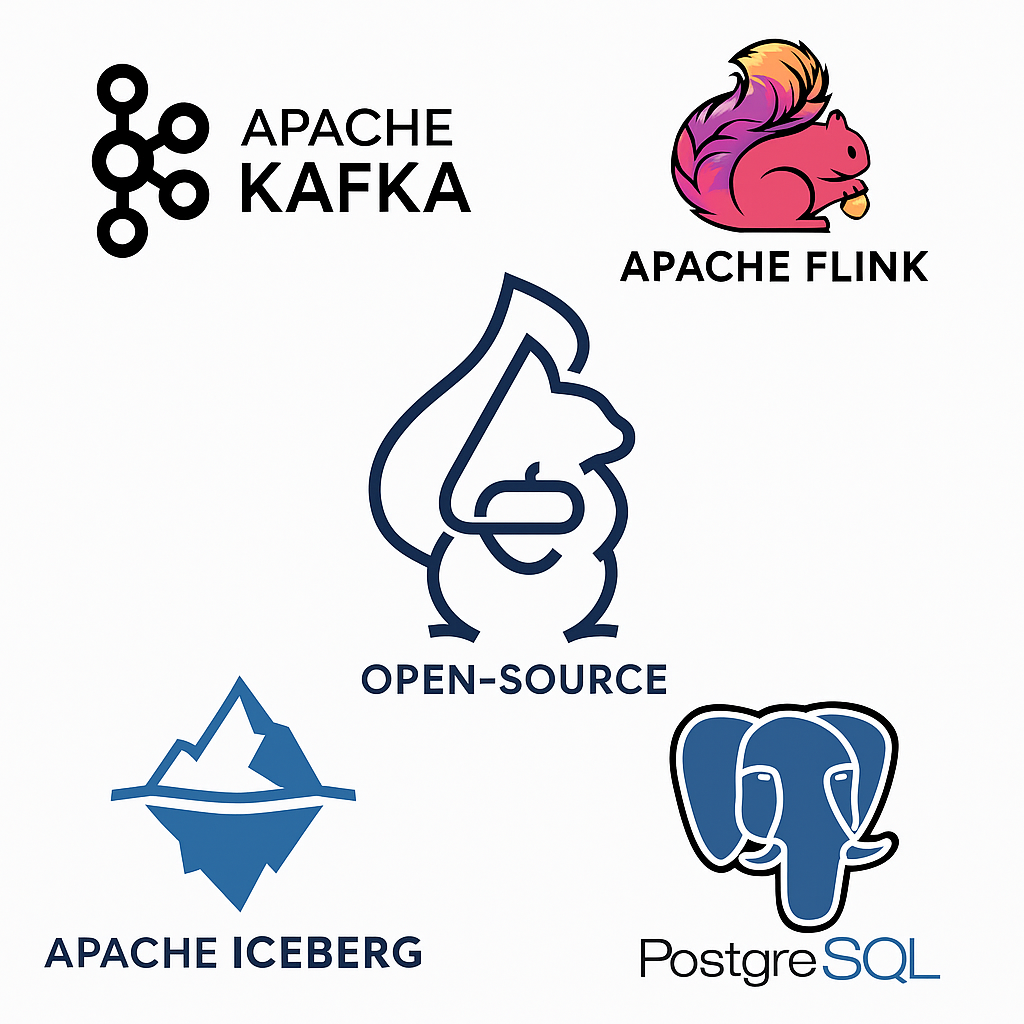 APACHE
KAFKA
APACHE FLINK
OPEN-SOURCE
APACHE ICEBERG
PostgreSQL